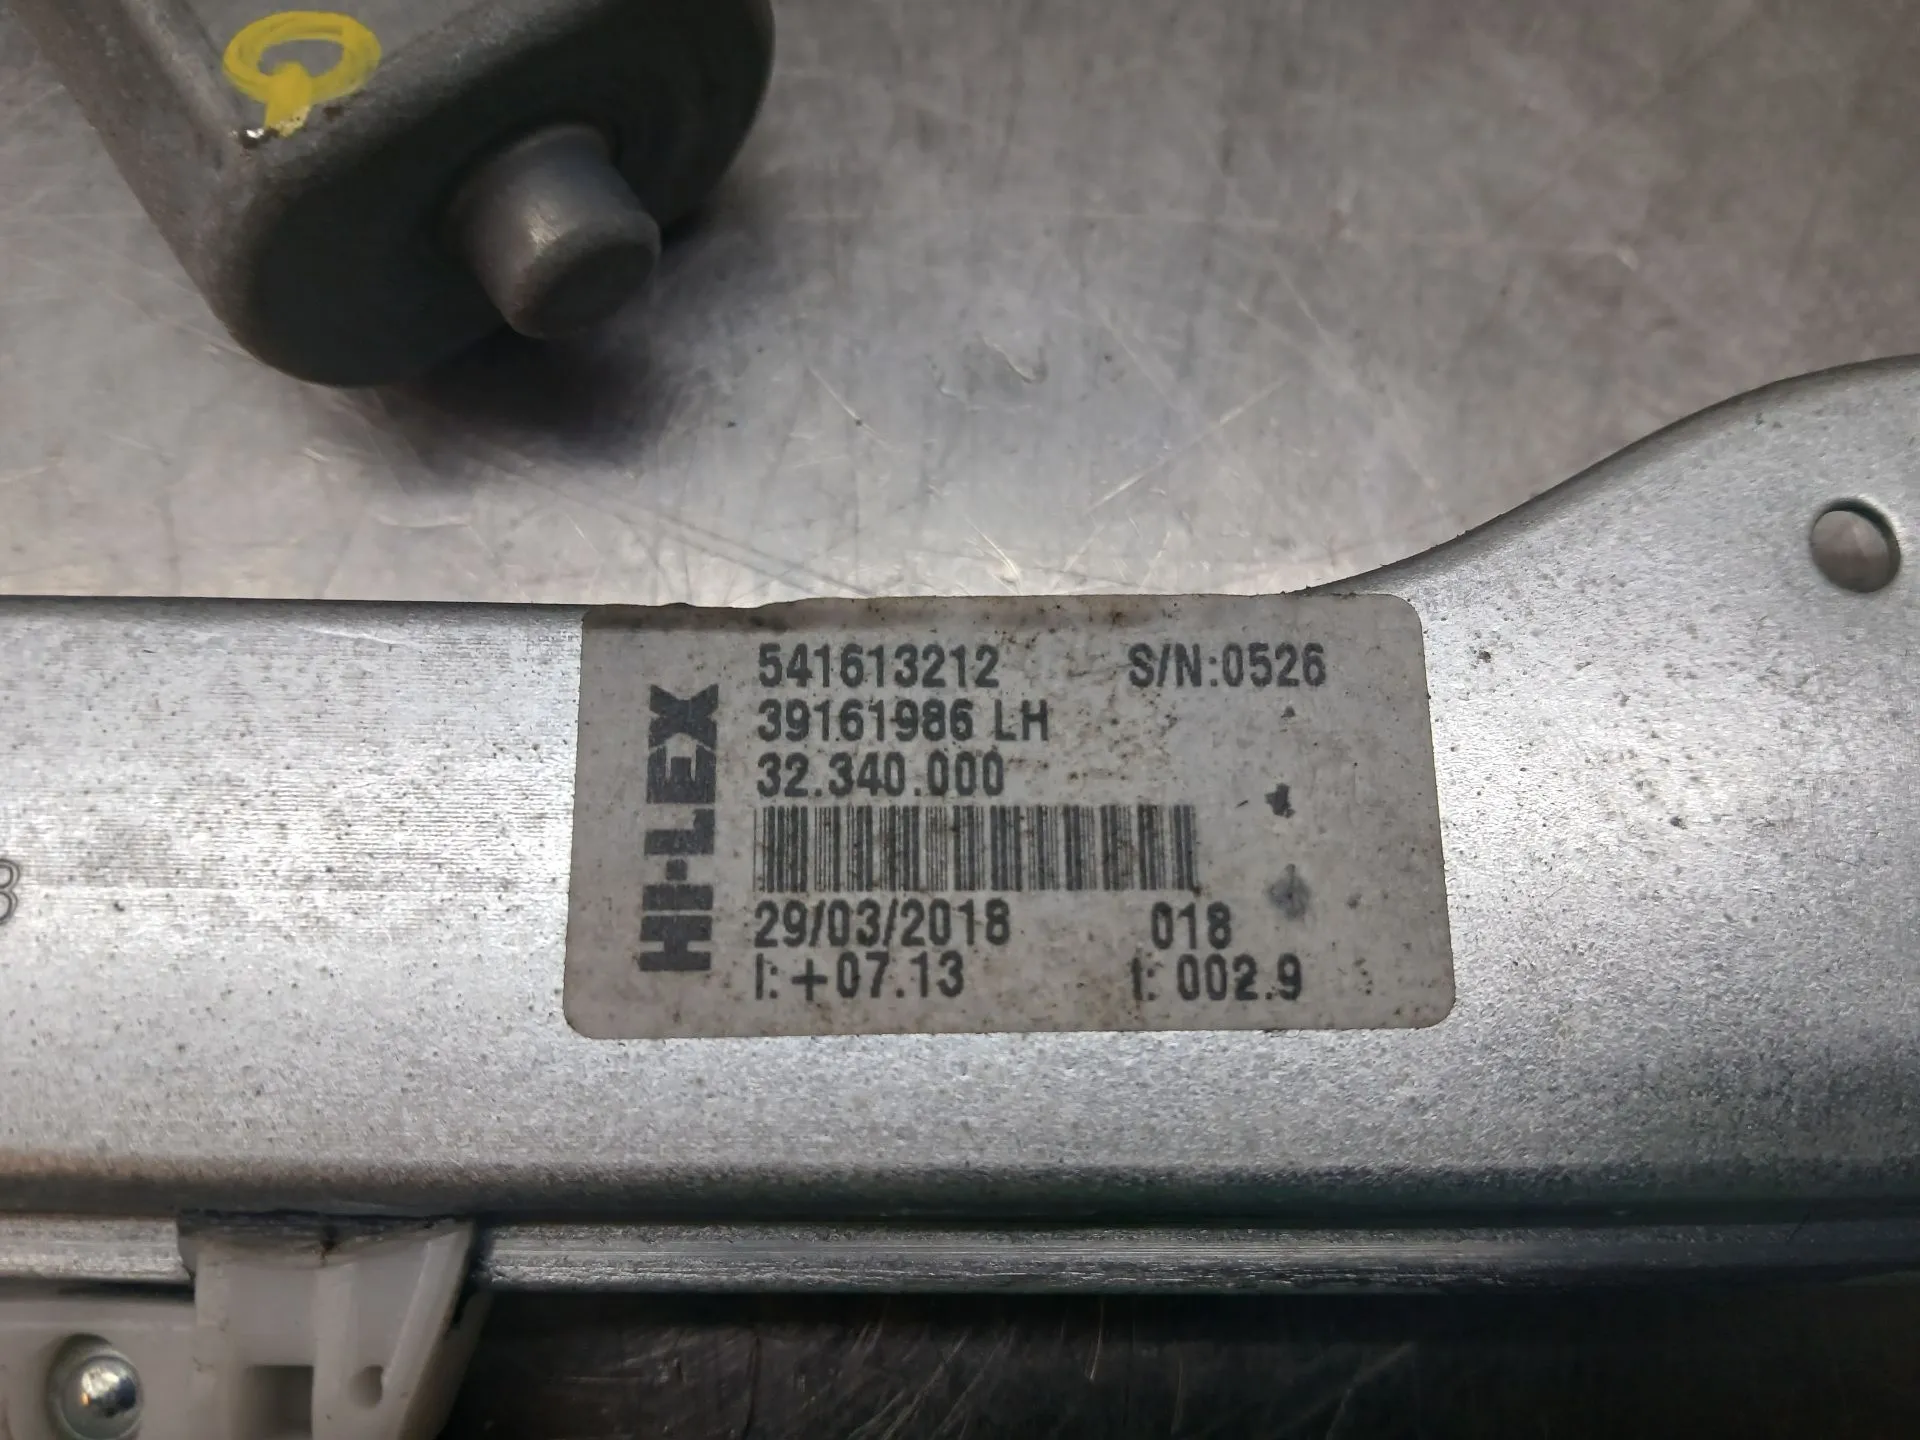 HI-LEX
541613212 S/N:0526
39161986 LH
32.340.000
29/03/2018 018
I: +07.13 t: 002.9